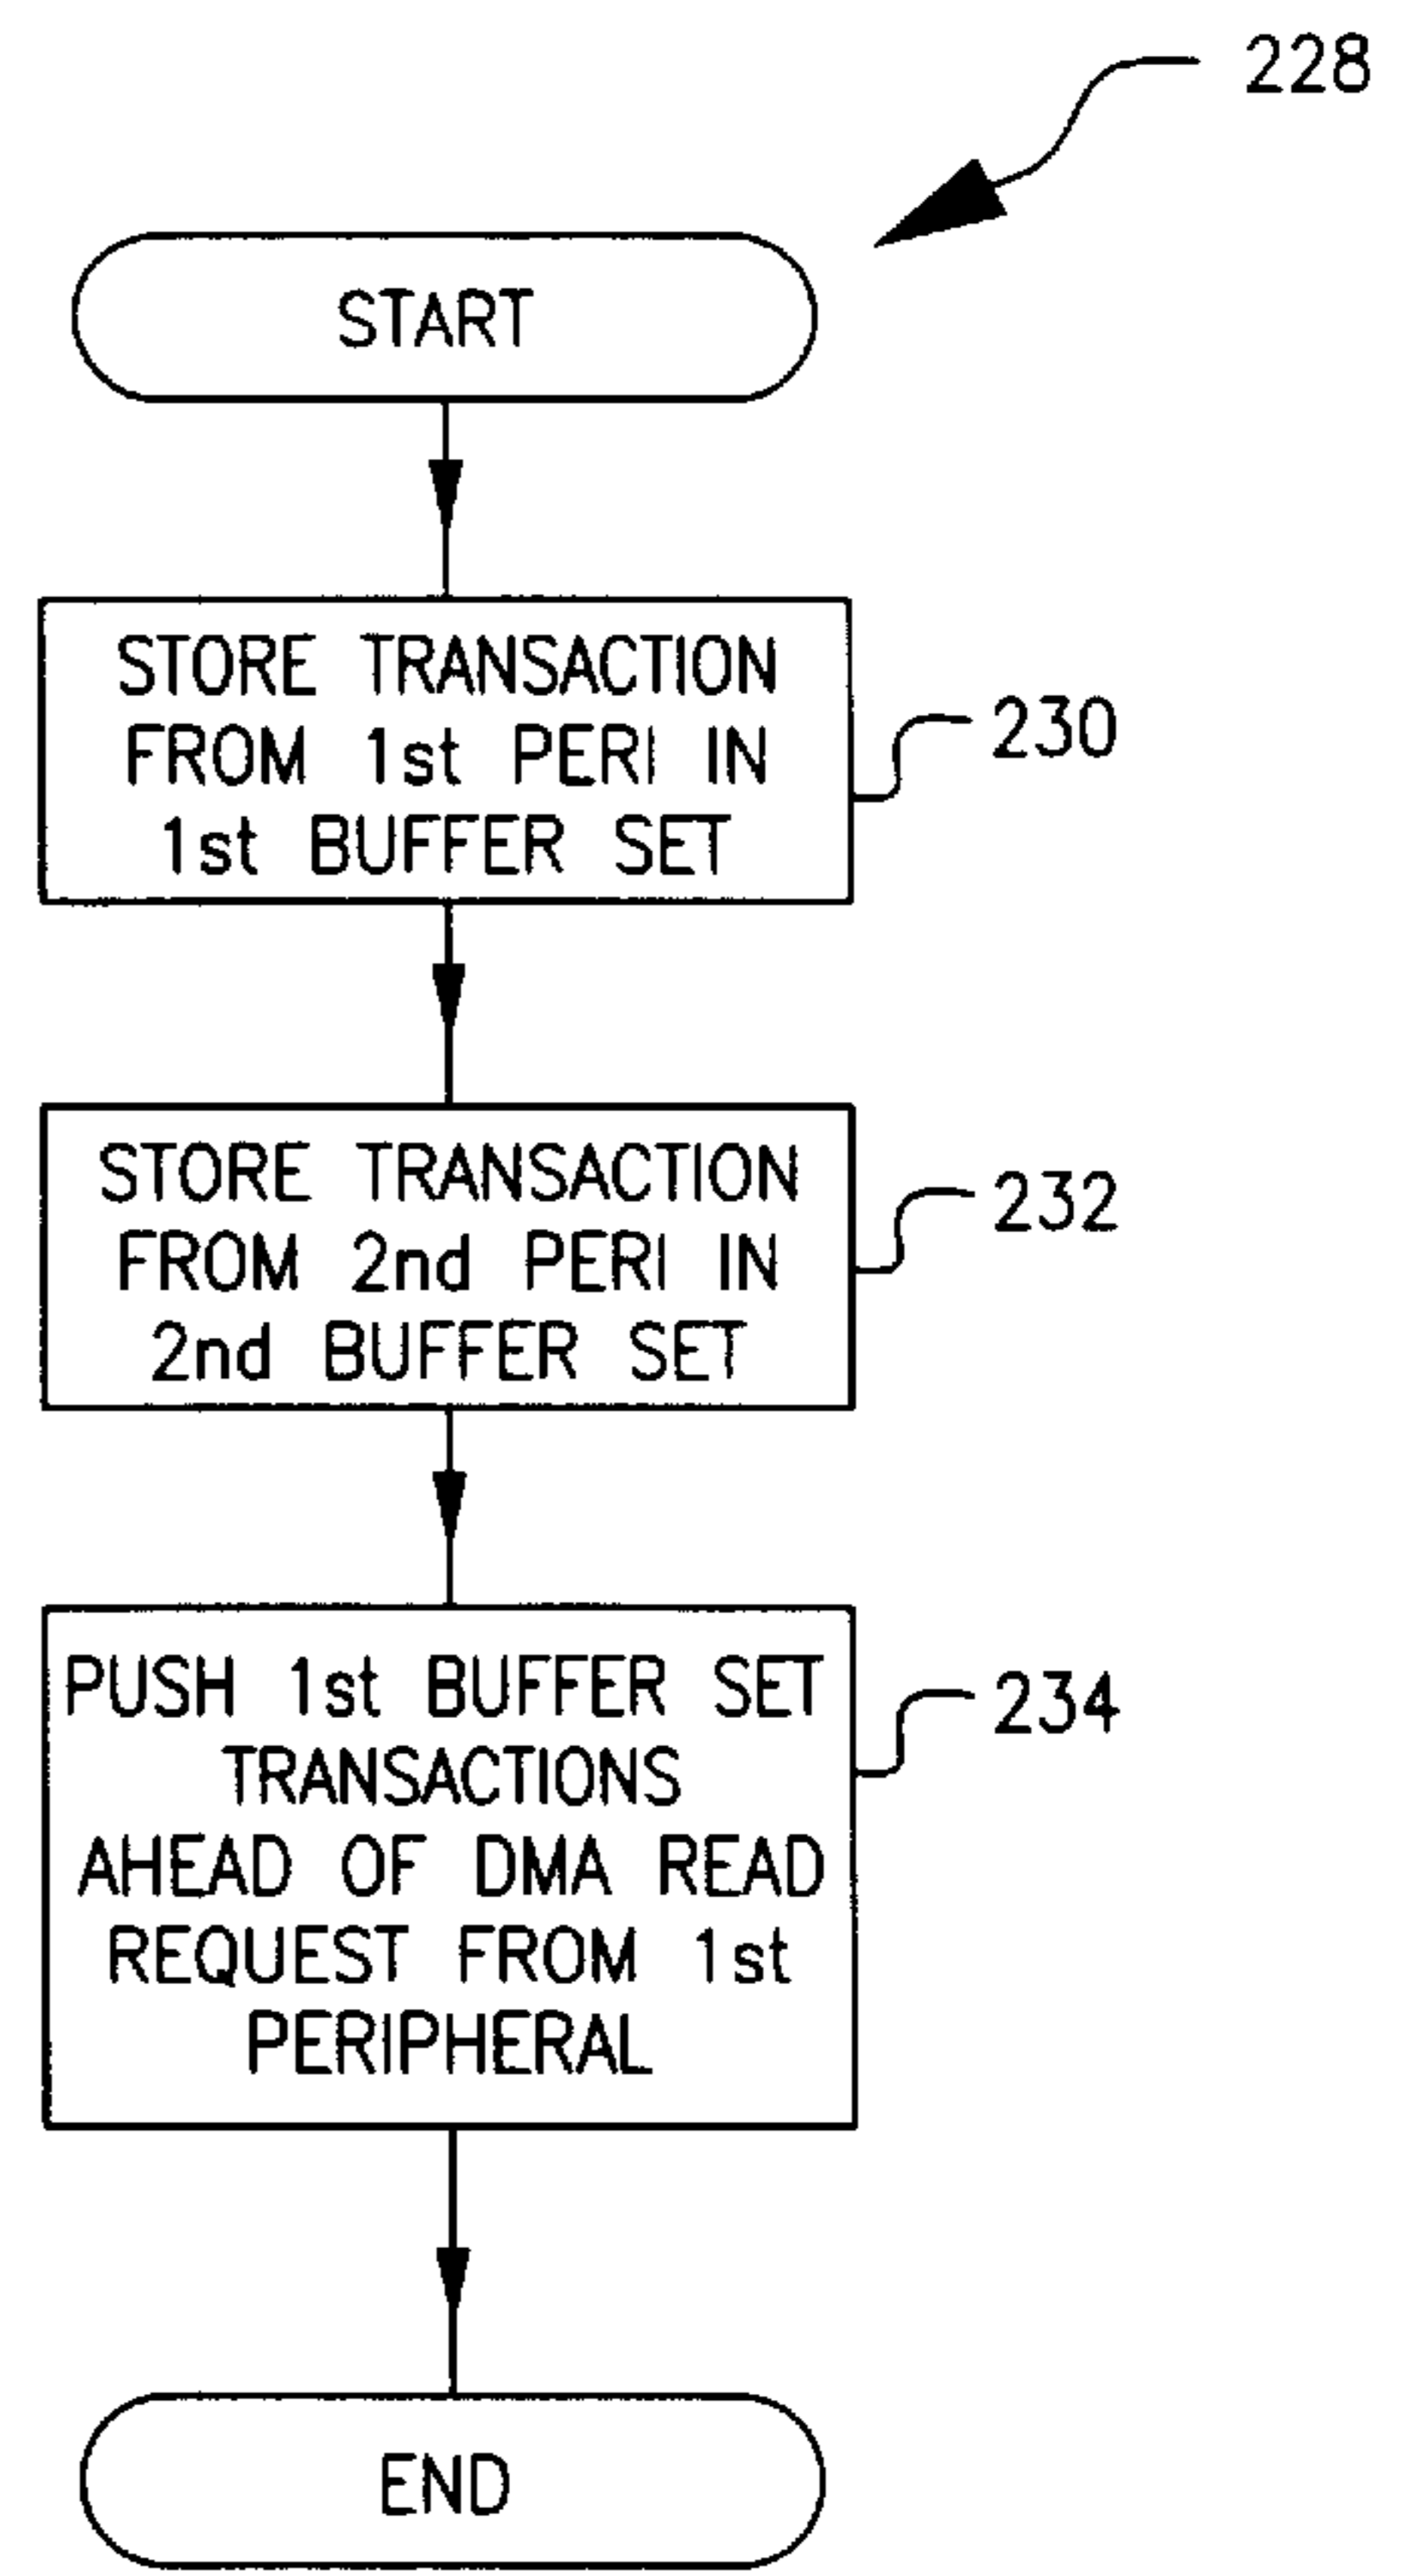 228
START
STORE TRANSACTION
FROM 1st PERI IN
1st BUFFER SET
230
STORE TRANSACTION
FROM 2nd PERI IN
2nd BUFFER SET
232
PUSH 1st BUFFER SET
TRANSACTIONS
AHEAD OF DMA READ
REQUEST FROM 1st
PERIPHERAL
234
END